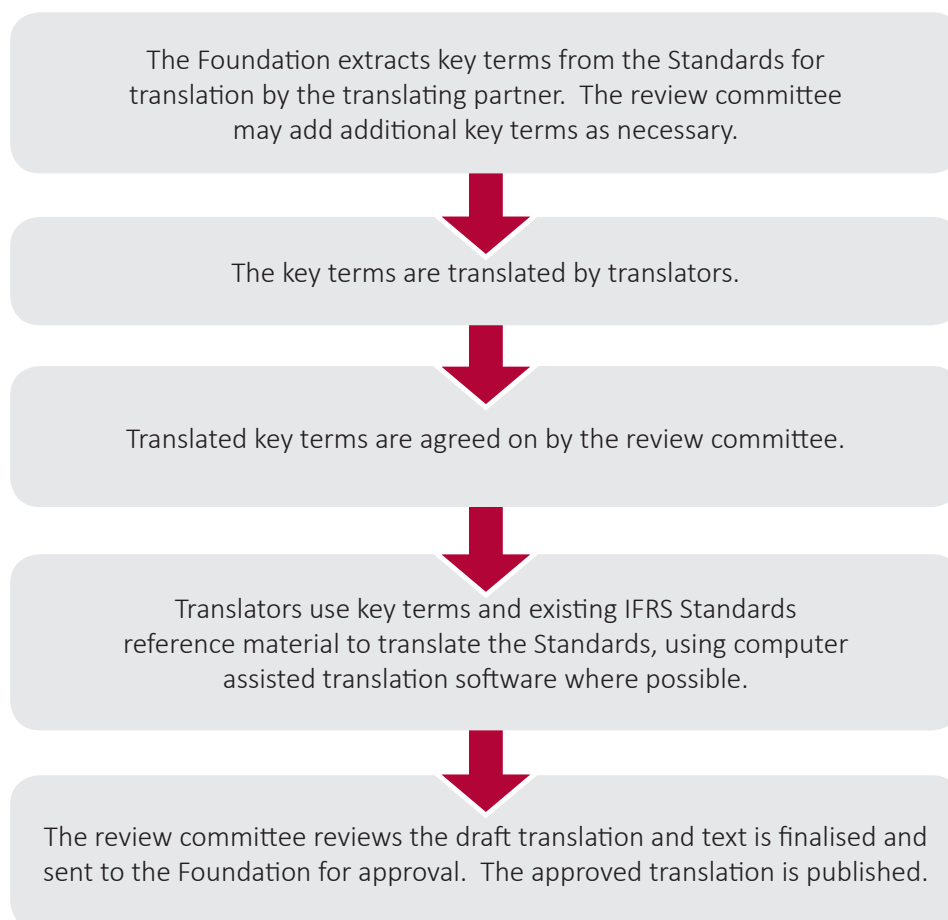 The Foundation extracts key terms from the Standards for
translation by the translating partner.  The review committee
may add additional key terms as necessary.
The key terms are translated by translators.
Translated key terms are agreed on by the review committee.
Translators use key terms and existing IFRS Standards
reference material to translate the Standards, using computer
assisted translation software where possible.
The review committee reviews the draft translation and text is finalised and
sent to the Foundation for approval.  The approved translation is published.